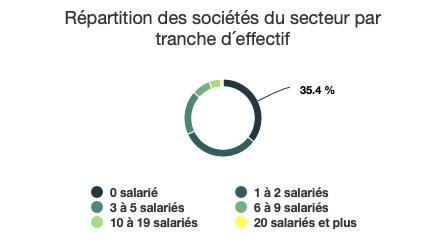 Répartition des sociétés du secteur par
tranche d´effectif
35.4 %
0 salarié
1 à 2 salariés
3 à 5 salariés
6 à 9 salariés
10 à 19 salariés
20 salariés et plus